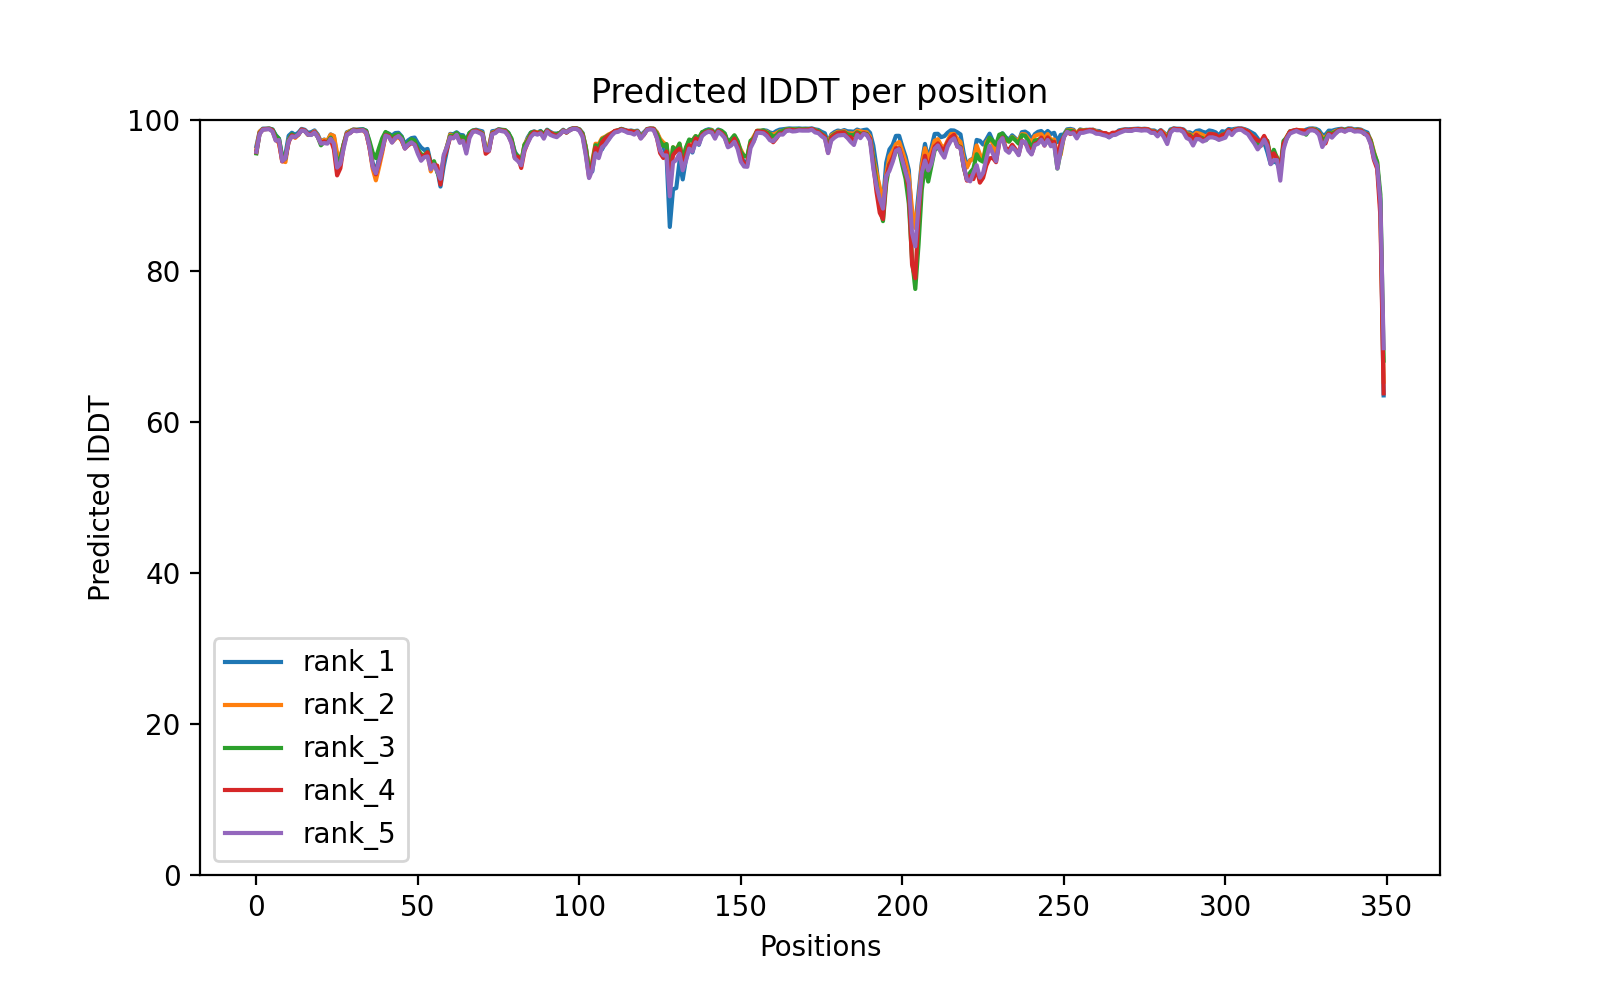 Predicted lDDT per position
100
80
60
40
20
0
Predicted lDDT
rank_1
rank_2
rank_3
rank_4
rank_5
0 50 100 150 200 250 300 350
Positions